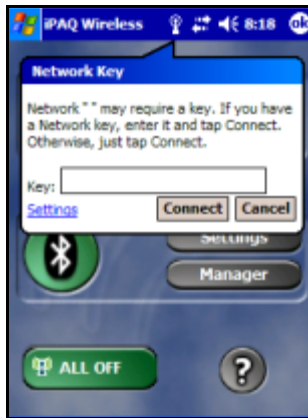 iPAQ Wireless 8:18 ok
Network Key
Network " " may require a key. If you have
a Network key, enter it and tap Connect.
Otherwise, just tap Connect.
Key:
Settings Connect Cancel
Settings
Manager
ALL OFF ?